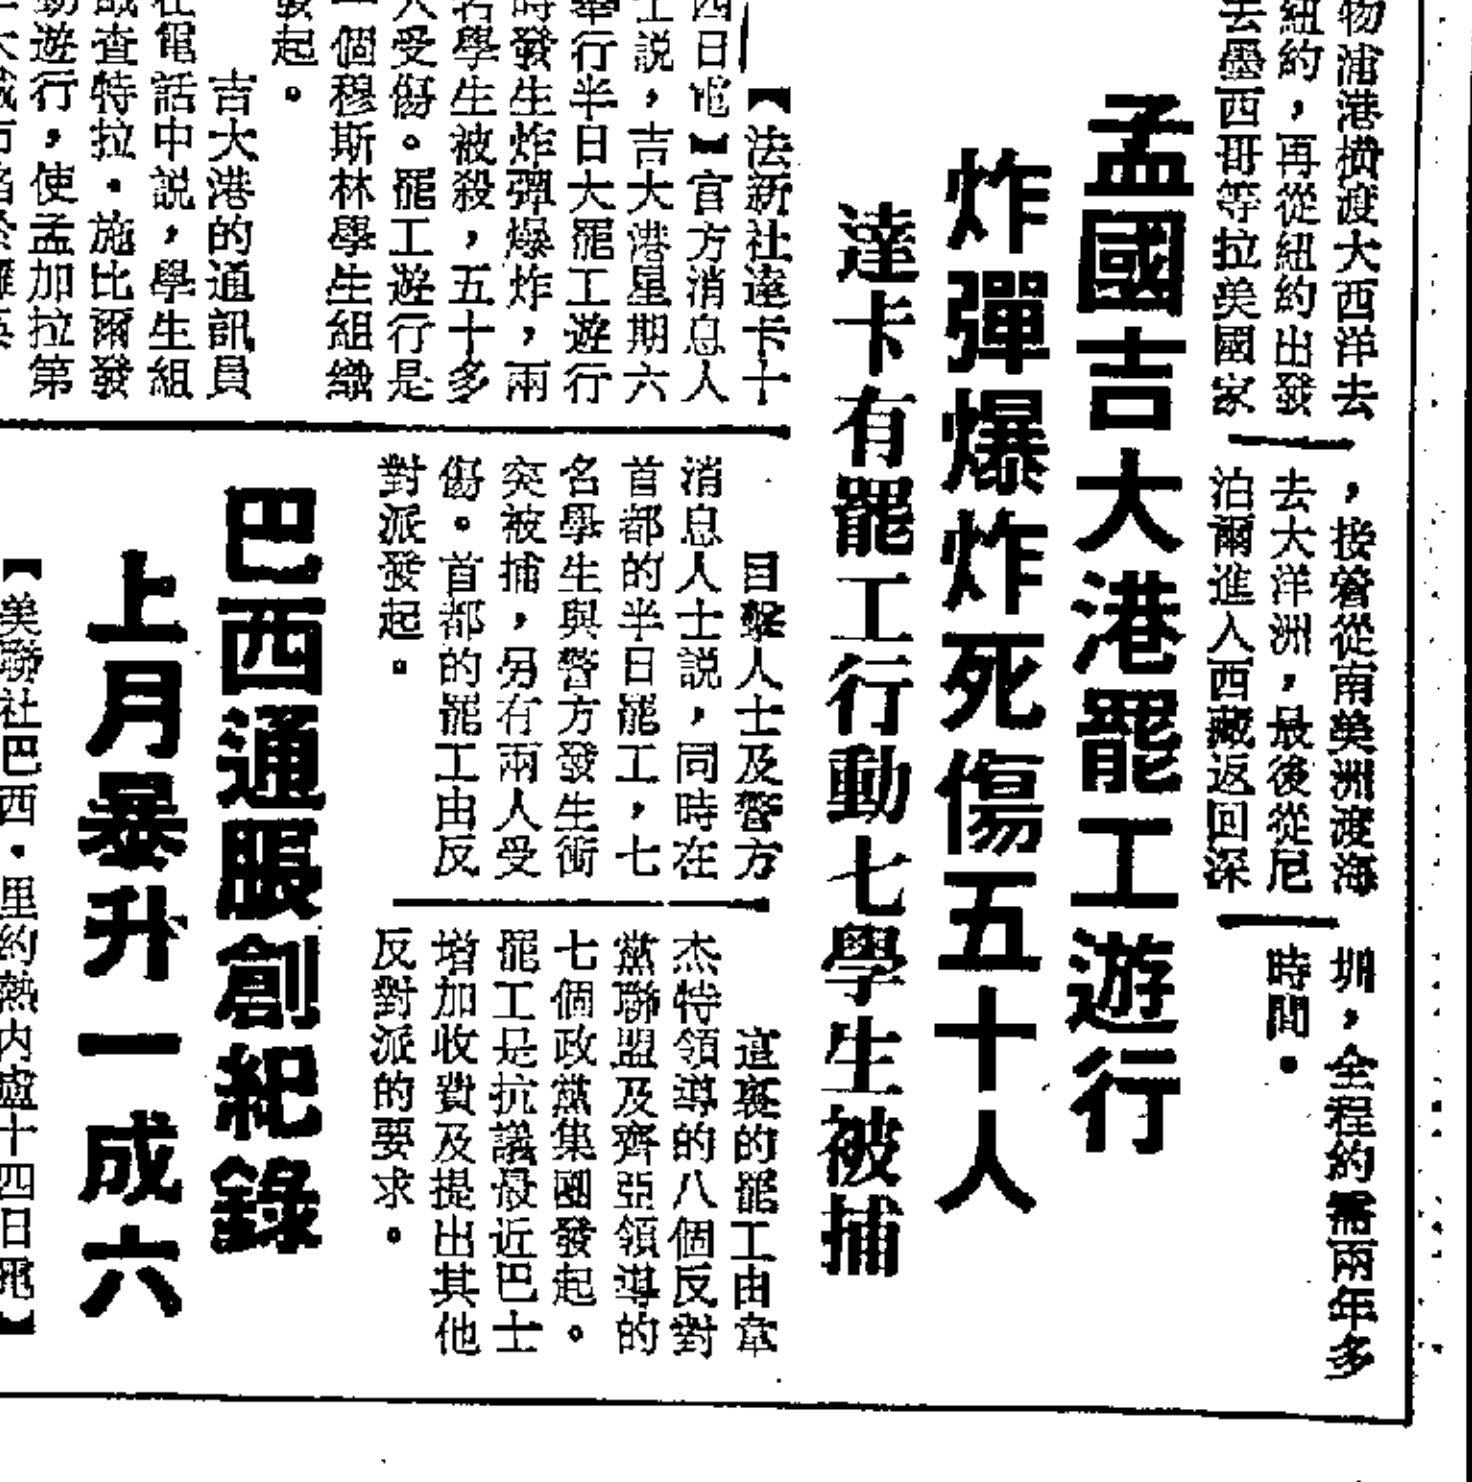 物浦港橫渡大西洋去
紐約，再從紐約出發
去墨西哥等拉美國家
，接着從南美洲渡海
去大洋洲，最後從尼
泊爾進入西藏返回深
圳，全程約需兩年多
時間。
孟國吉大港罷工遊行
炸彈爆炸死傷五十人
達卡有罷工行動七學生被捕
【法新社達卡十
四日電】官方消息人
士説，吉大港星期六
舉行半日大罷工遊行
時發生炸彈爆炸，兩
名學生被殺，五十多
人受傷。罷工遊行是
一個穆斯林學生組織
發起。
吉大港的通訊員
在電話中説，學生組
織查特拉・施比爾發
動遊行，使孟加拉第
目擊人士及警方
消息人士説，同時在
首都的半日罷工，七
名學生與警方發生衝
突被捕，另有兩人受
傷。首都的罷工由反
對派發起。
這裏的罷工由韋
杰特領導的八個反對
黨聯盟及齊亞領導的
七個政黨集團發起。
罷工是抗議最近巴士
增加收費及提出其他
反對派的要求。
巴西通脹創紀錄
上月暴升一成六
【美聯社巴西・里約熱內盧十四日電】